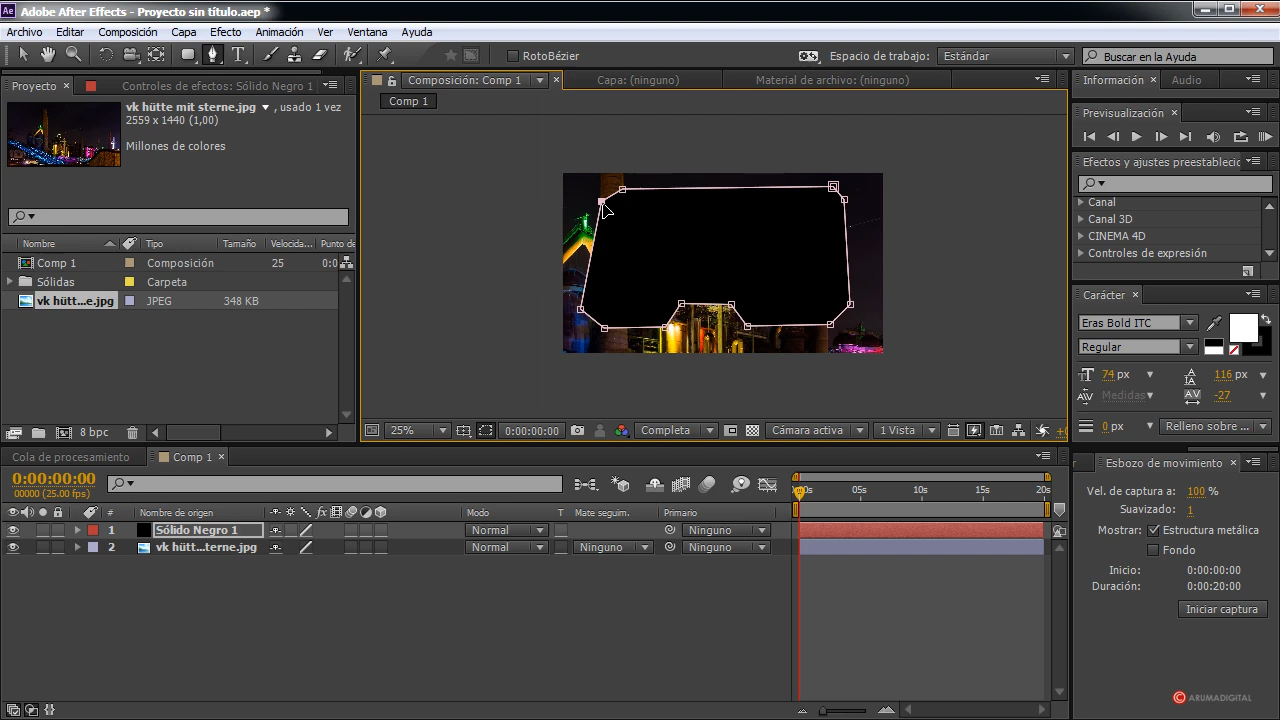 Ae Adobe After Effects - Proyecto sin título.aep *
Archivo Editar Composición Capa Efecto Animación Ver Ventana Ayuda
RotoBézier Espacio de trabajo: Estándar Buscar en la Ayuda
Proyecto Controles de efectos: Sólido Negro 1
vk hütte mit sterne.jpg , usado 1 vez
2559 x 1440 (1,00)
Millones de colores
Nombre Tipo Tamaño Velocida... Punto de
Comp 1 Composición 25 0:0
Sólidas Carpeta
vk hütt...e.jpg JPEG 348 KB
8 bpc
Composición: Comp 1 Capa: (ninguno) Material de archivo: (ninguno)
Comp 1
25% 0:00:00:00 Completa Cámara activa 1 Vista +0
Información Audio
Previsualización
Efectos y ajustes preestablecic
Canal
Canal 3D
CINEMA 4D
Controles de expresión
Carácter
Eras Bold ITC
Regular
74 px 116 px
Medidas -27
0 px Relleno sobre ...
Cola de procesamiento Comp 1
0:00:00:00
00000 (25.00 fps)
# Nombre de origen fx Modo T Mate seguim. Primario
1 Sólido Negro 1 Normal Ninguno
2 vk hütt...terne.jpg Normal Ninguno Ninguno
00s 05s 10s 15s 20s
Esbozo de movimiento
Vel. de captura a: 100 %
Suavizado: 1
Mostrar: Estructura metálica
Fondo
Inicio: 0:00:00:00
Duración: 0:00:20:00
Iniciar captura
© ARUMADIGITAL